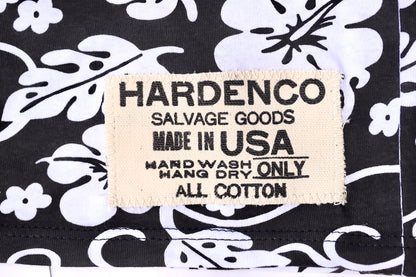 HARDENCO
SALVAGE GOODS
MADE IN USA
HAND WASH
HANG DRY ONLY
ALL COTTON